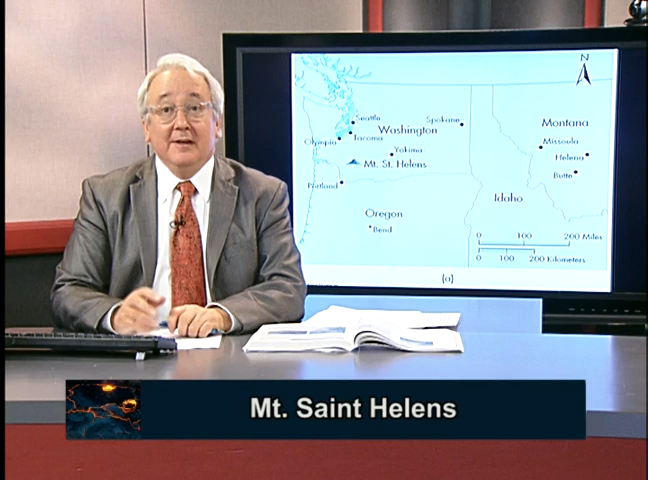 N
Seattle
Spokane
Washington
Montana
Olympia
Tacoma
Missoula
Yakima
Helena
Mt. St. Helens
Butte
Portland
Idaho
Oregon
Bend
0 100 200 Miles
0 100 200 Kilometers
(a)
Mt. Saint Helens